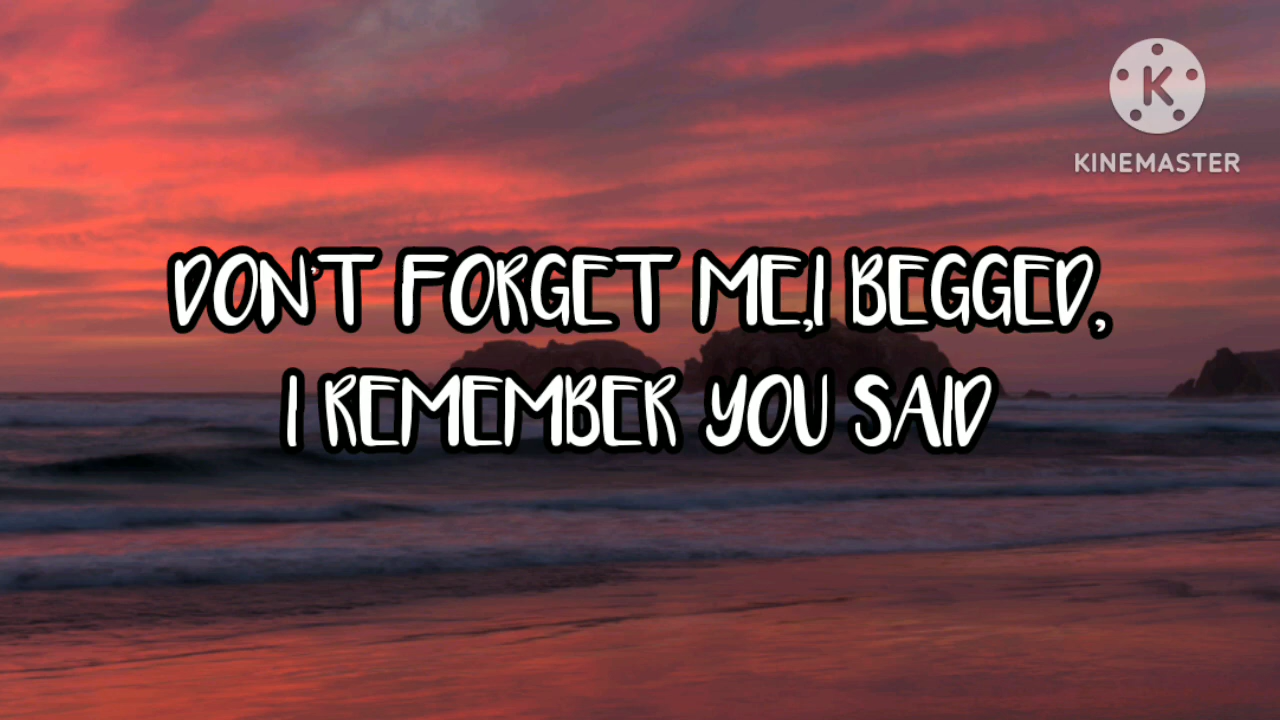 K
KINEMASTER
DON'T FORGET ME,I BEGGED,
I REMEMBER YOU SAID